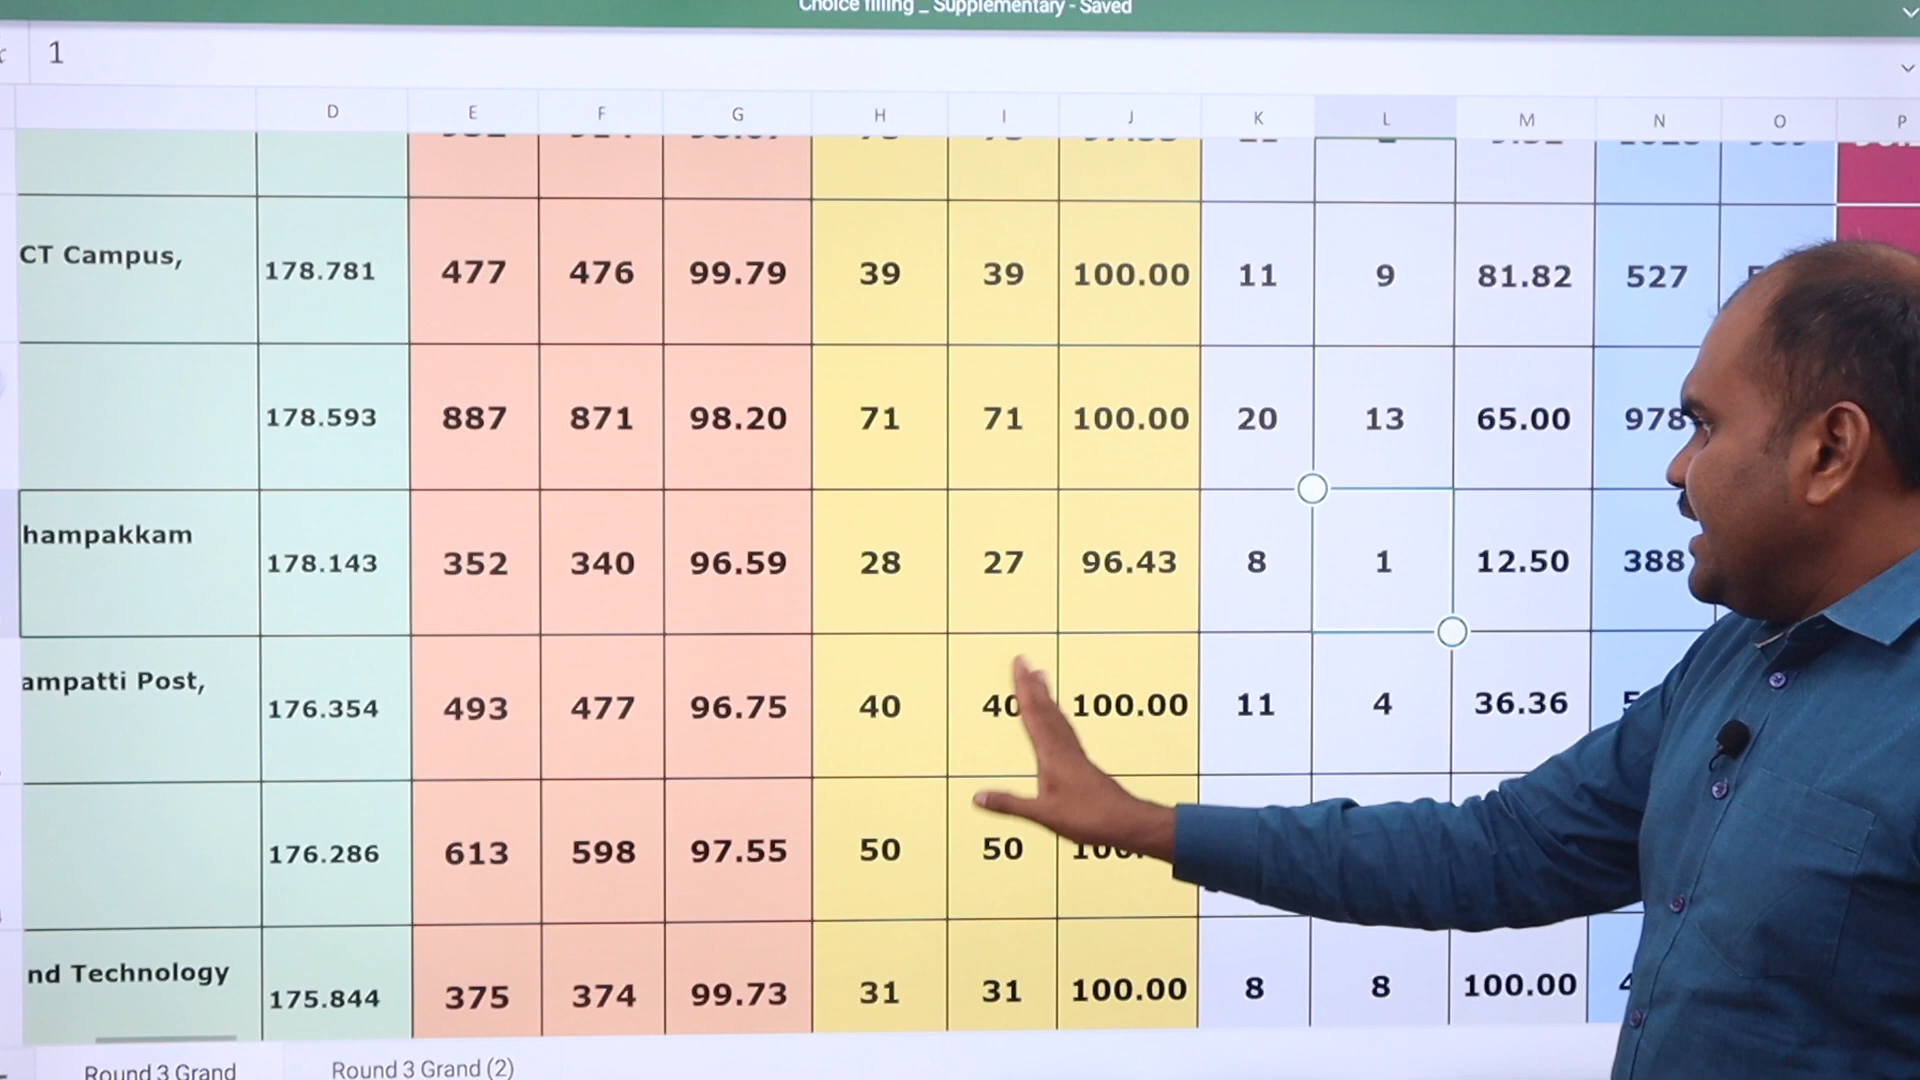 Choice filling _ Supplementary - Saved
1
D E F G H I J K L M N O P
CT Campus,
178.781 477 476 99.79 39 39 100.00 11 9 81.82 527
178.593 887 871 98.20 71 71 100.00 20 13 65.00 978
hampakkam
178.143 352 340 96.59 28 27 96.43 8 1 12.50 388
ampatti Post,
176.354 493 477 96.75 40 40 100.00 11 4 36.36
176.286 613 598 97.55 50 50
nd Technology
175.844 375 374 99.73 31 31 100.00 8 8 100.00
Round 3 Grand Round 3 Grand (2)